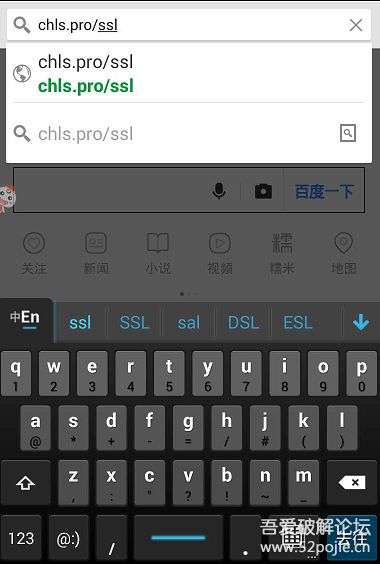 chls.pro/ssl
chls.pro/ssl
chls.pro/ssl
chls.pro/ssl
百度一下
关注 新闻 小说 视频 糯米 地图
中En ssl SSL sal DSL ESL
q w e r t y u i o p
1 2 3 4 5 6 7 8 9 0
a s d f g h j k l
@ * + - = / # ( )
z x c v b n m
' : " ? ! ~ _
123 @:) / . 去往
吾爱破解论坛
www.52pojie.cn